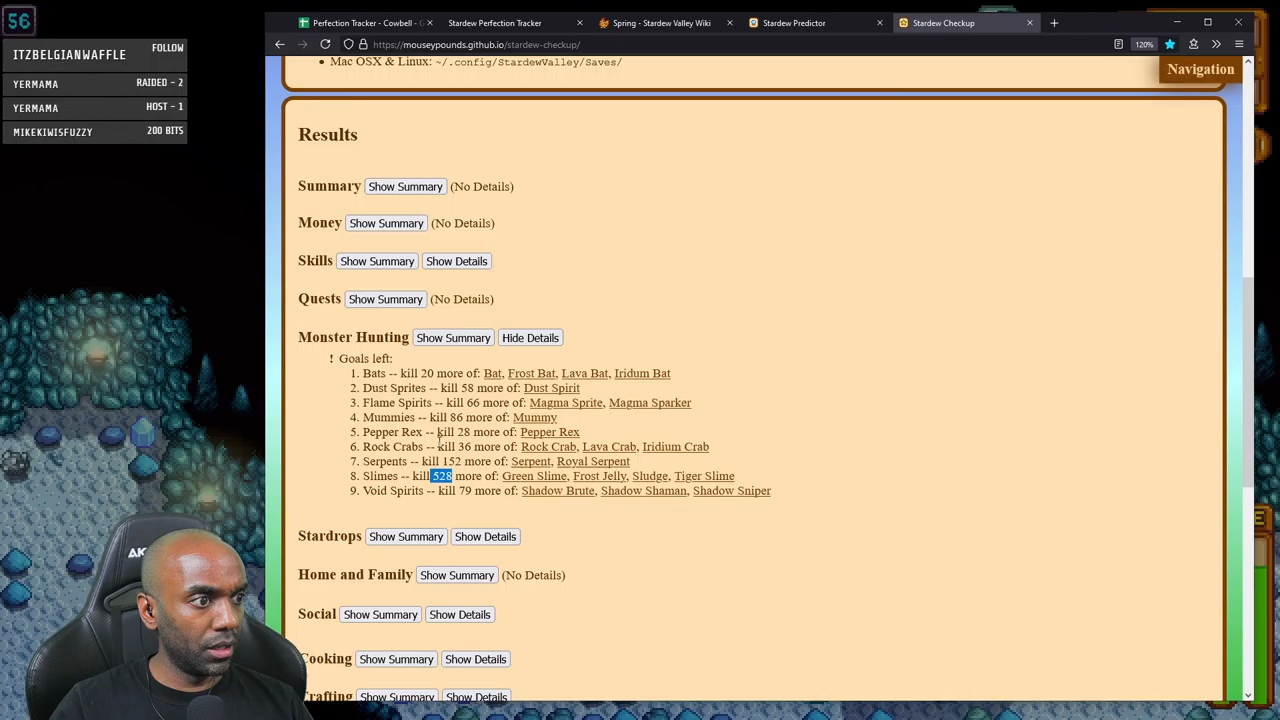 56
ITZBELGIANWAFFLE FOLLOW
YERMAMA RAIDED - 2
YERMAMA HOST - 1
MIKEKIWISFUZZY 200 BITS
Perfection Tracker - Cowbell - G
Stardew Perfection Tracker
Spring - Stardew Valley Wiki
Stardew Predictor
Stardew Checkup
https://mouseypounds.github.io/stardew-checkup/
120%
Mac OSX & Linux: ~/.config/StardewValley/Saves/
Navigation
Results
Summary Show Summary (No Details)
Money Show Summary (No Details)
Skills Show Summary Show Details
Quests Show Summary (No Details)
Monster Hunting Show Summary Hide Details
! Goals left:
1. Bats -- kill 20 more of: Bat, Frost Bat, Lava Bat, Iridum Bat
2. Dust Sprites -- kill 58 more of: Dust Spirit
3. Flame Spirits -- kill 66 more of: Magma Sprite, Magma Sparker
4. Mummies -- kill 86 more of: Mummy
5. Pepper Rex -- kill 28 more of: Pepper Rex
6. Rock Crabs -- kill 36 more of: Rock Crab, Lava Crab, Iridium Crab
7. Serpents -- kill 152 more of: Serpent, Royal Serpent
8. Slimes -- kill 528 more of: Green Slime, Frost Jelly, Sludge, Tiger Slime
9. Void Spirits -- kill 79 more of: Shadow Brute, Shadow Shaman, Shadow Sniper
Stardrops Show Summary Show Details
Home and Family Show Summary (No Details)
Social Show Summary Show Details
Cooking Show Summary Show Details
Crafting Show Summary Show Details
AK